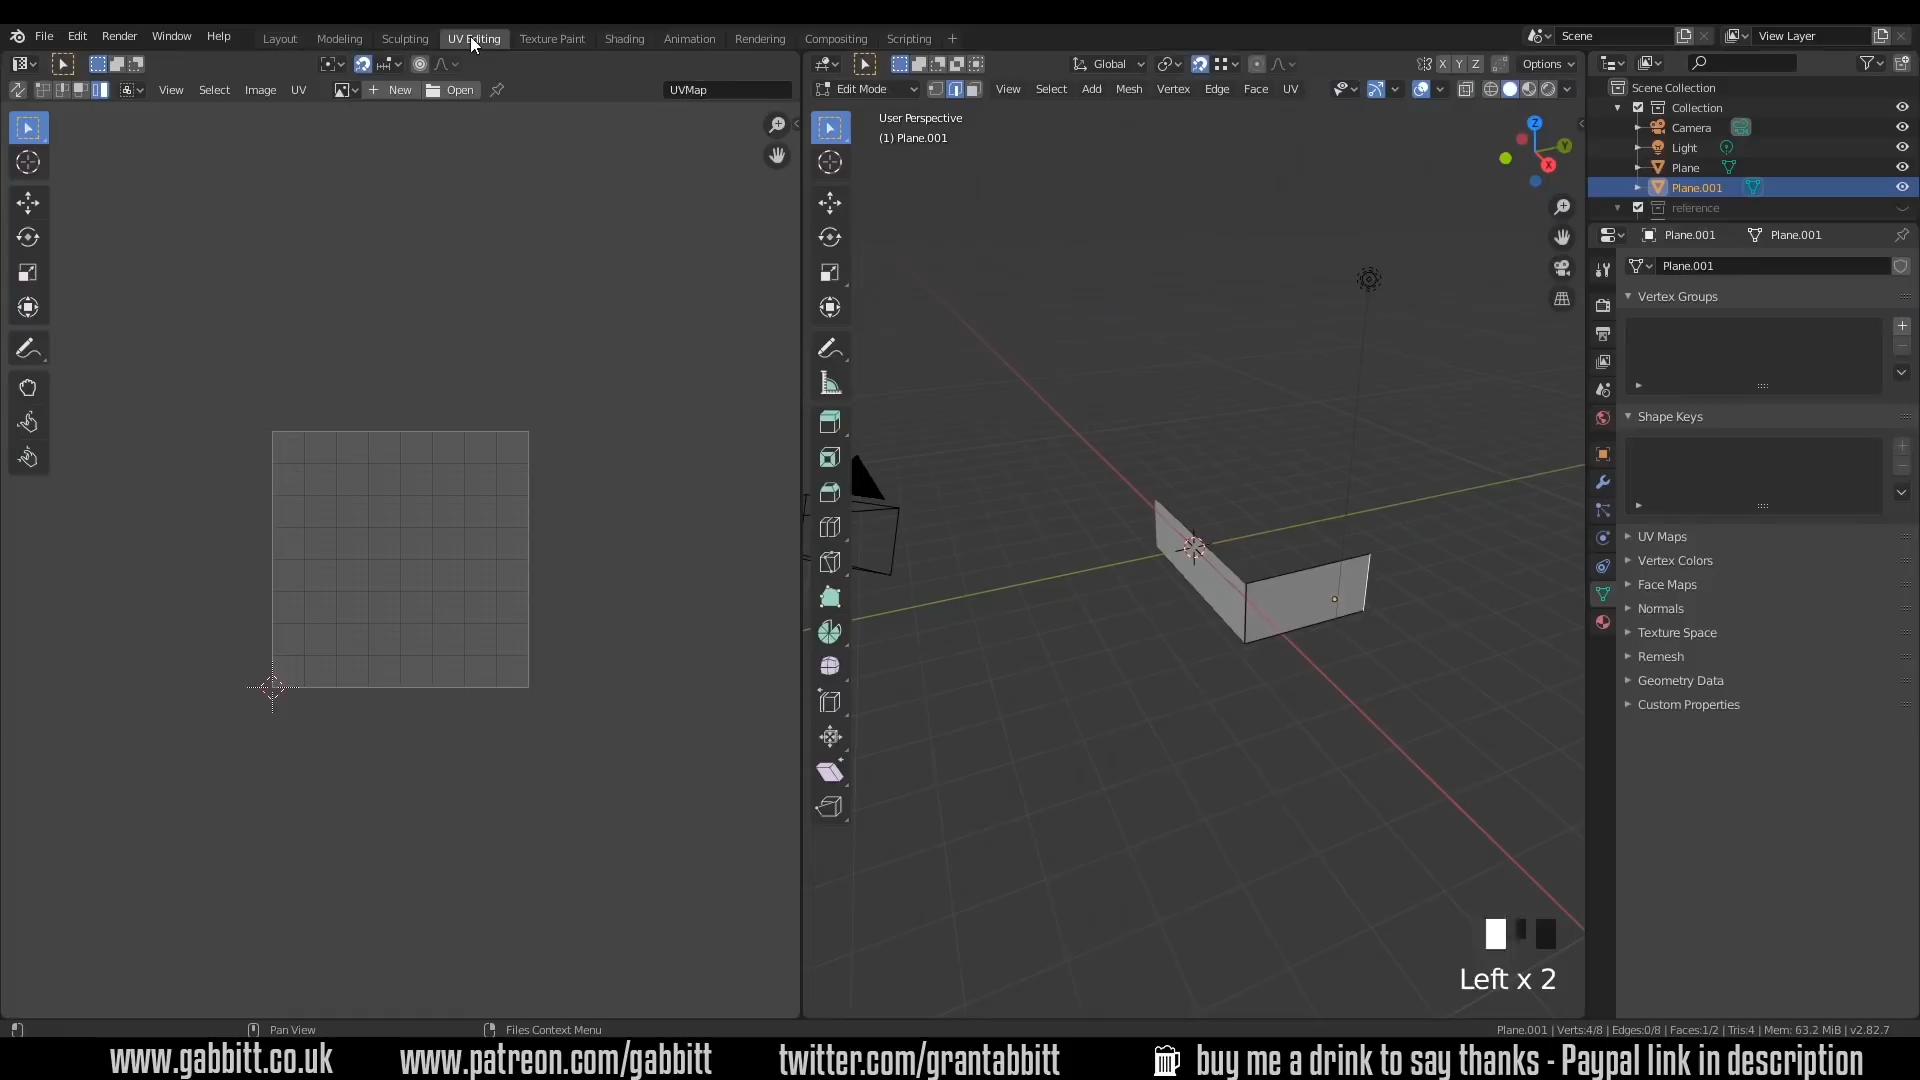 File Edit Render Window Help Layout Modeling Sculpting UV Editing Texture Paint Shading Animation Rendering Compositing Scripting + Scene View Layer
Global X Y Z Options
View Select Image UV New Open UVMap Edit Mode View Select Add Mesh Vertex Edge Face UV
Scene Collection
Collection
Camera
Light
Plane
Plane.001
reference
User Perspective
(1) Plane.001
Z
Y
X
Plane.001 Plane.001
Plane.001
Vertex Groups
Shape Keys
UV Maps
Vertex Colors
Face Maps
Normals
Texture Space
Remesh
Geometry Data
Custom Properties
Left x 2
Pan View Files Context Menu Plane.001 | Verts:4/8 | Edges:0/8 | Faces:1/2 | Tris:4 | Mem: 63.2 MiB | v2.82.7
www.gabbitt.co.uk www.patreon.com/gabbitt twitter.com/grantabbitt buy me a drink to say thanks - Paypal link in description